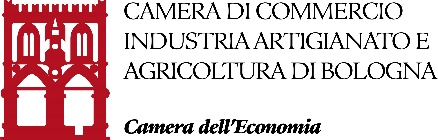 CAMERA DI COMMERCIO
INDUSTRIA ARTIGIANATO E
AGRICOLTURA DI BOLOGNA
Camera dell'Economia